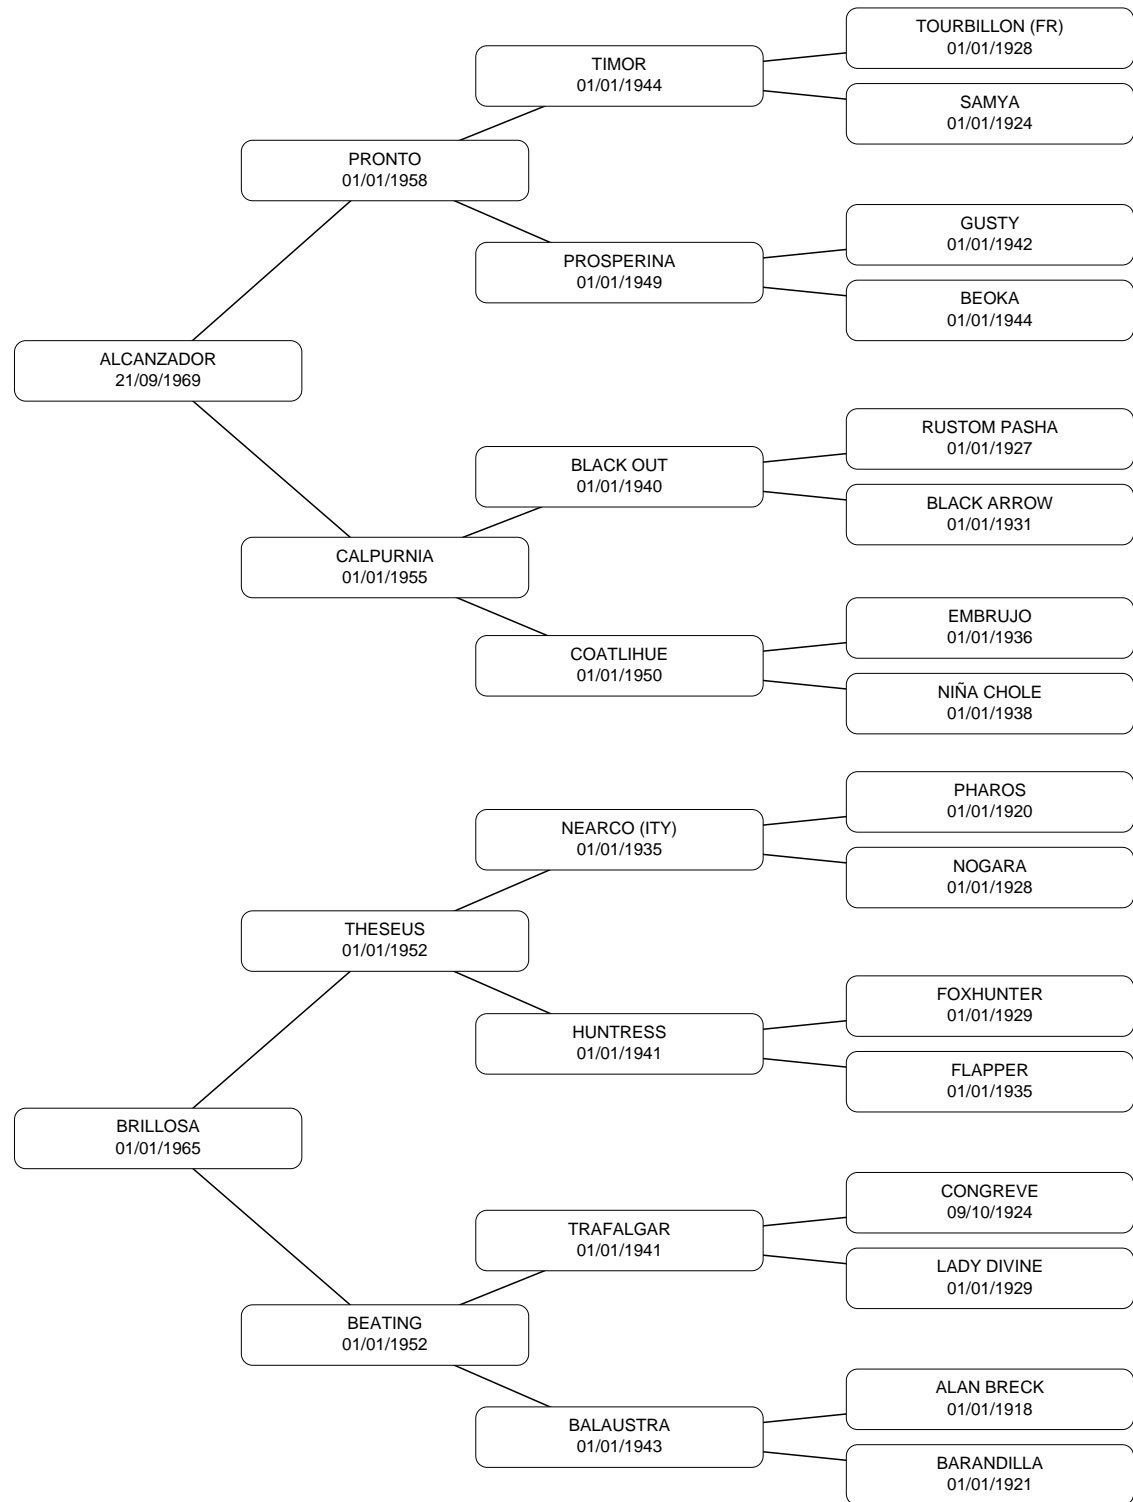 TOURBILLON (FR)
01/01/1928
TIMOR
01/01/1944
SAMYA
01/01/1924
PRONTO
01/01/1958
GUSTY
01/01/1942
PROSPERINA
01/01/1949
BEOKA
01/01/1944
ALCANZADOR
21/09/1969
RUSTOM PASHA
01/01/1927
BLACK OUT
01/01/1940
BLACK ARROW
01/01/1931
CALPURNIA
01/01/1955
EMBRUJO
01/01/1936
COATLIHUE
01/01/1950
NIÑA CHOLE
01/01/1938
PHAROS
01/01/1920
NEARCO (ITY)
01/01/1935
NOGARA
01/01/1928
THESEUS
01/01/1952
FOXHUNTER
01/01/1929
HUNTRESS
01/01/1941
FLAPPER
01/01/1935
BRILLOSA
01/01/1965
CONGREVE
09/10/1924
TRAFALGAR
01/01/1941
LADY DIVINE
01/01/1929
BEATING
01/01/1952
ALAN BRECK
01/01/1918
BALAUSTRA
01/01/1943
BARANDILLA
01/01/1921